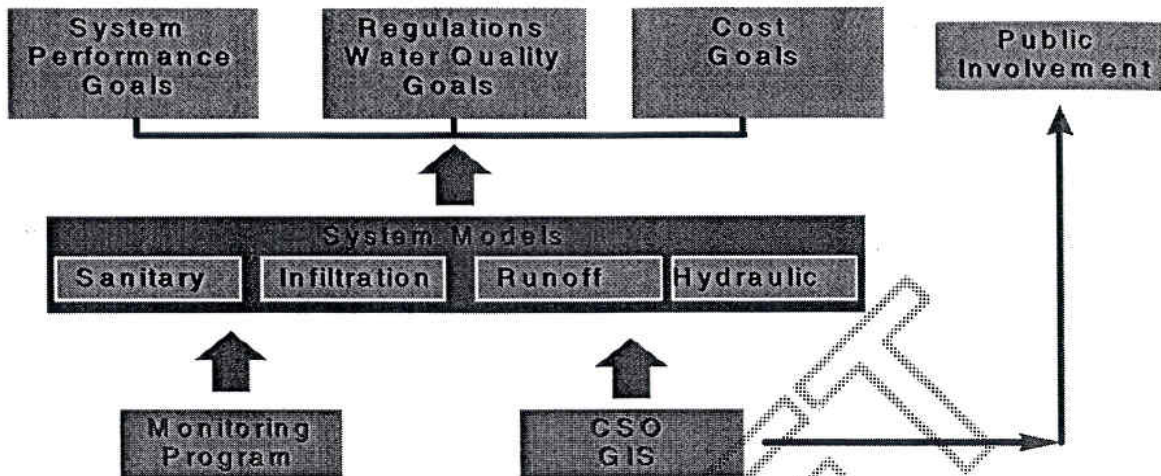 System
Performance
Goals
Regulations
Water Quality
Goals
Cost
Goals
Public
Involvement
System Models
Sanitary
Infiltration
Runoff
Hydraulic
Monitoring
Program
CSO
GIS